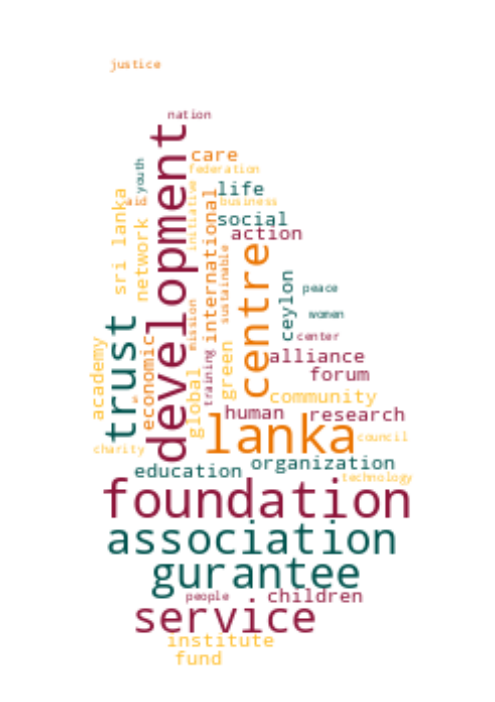 justice
nation
development
care
federation
youth
life
business
social
action
sri lanka
network
initiative
international
sustainable
centre
ceylon
peace
women
center
alliance
forum
trust
academy
economic
mission
global
training
green
community
human
research
lanka
council
charity
education
organization
technology
foundation
association
gurantee
people
children
service
institute
fund